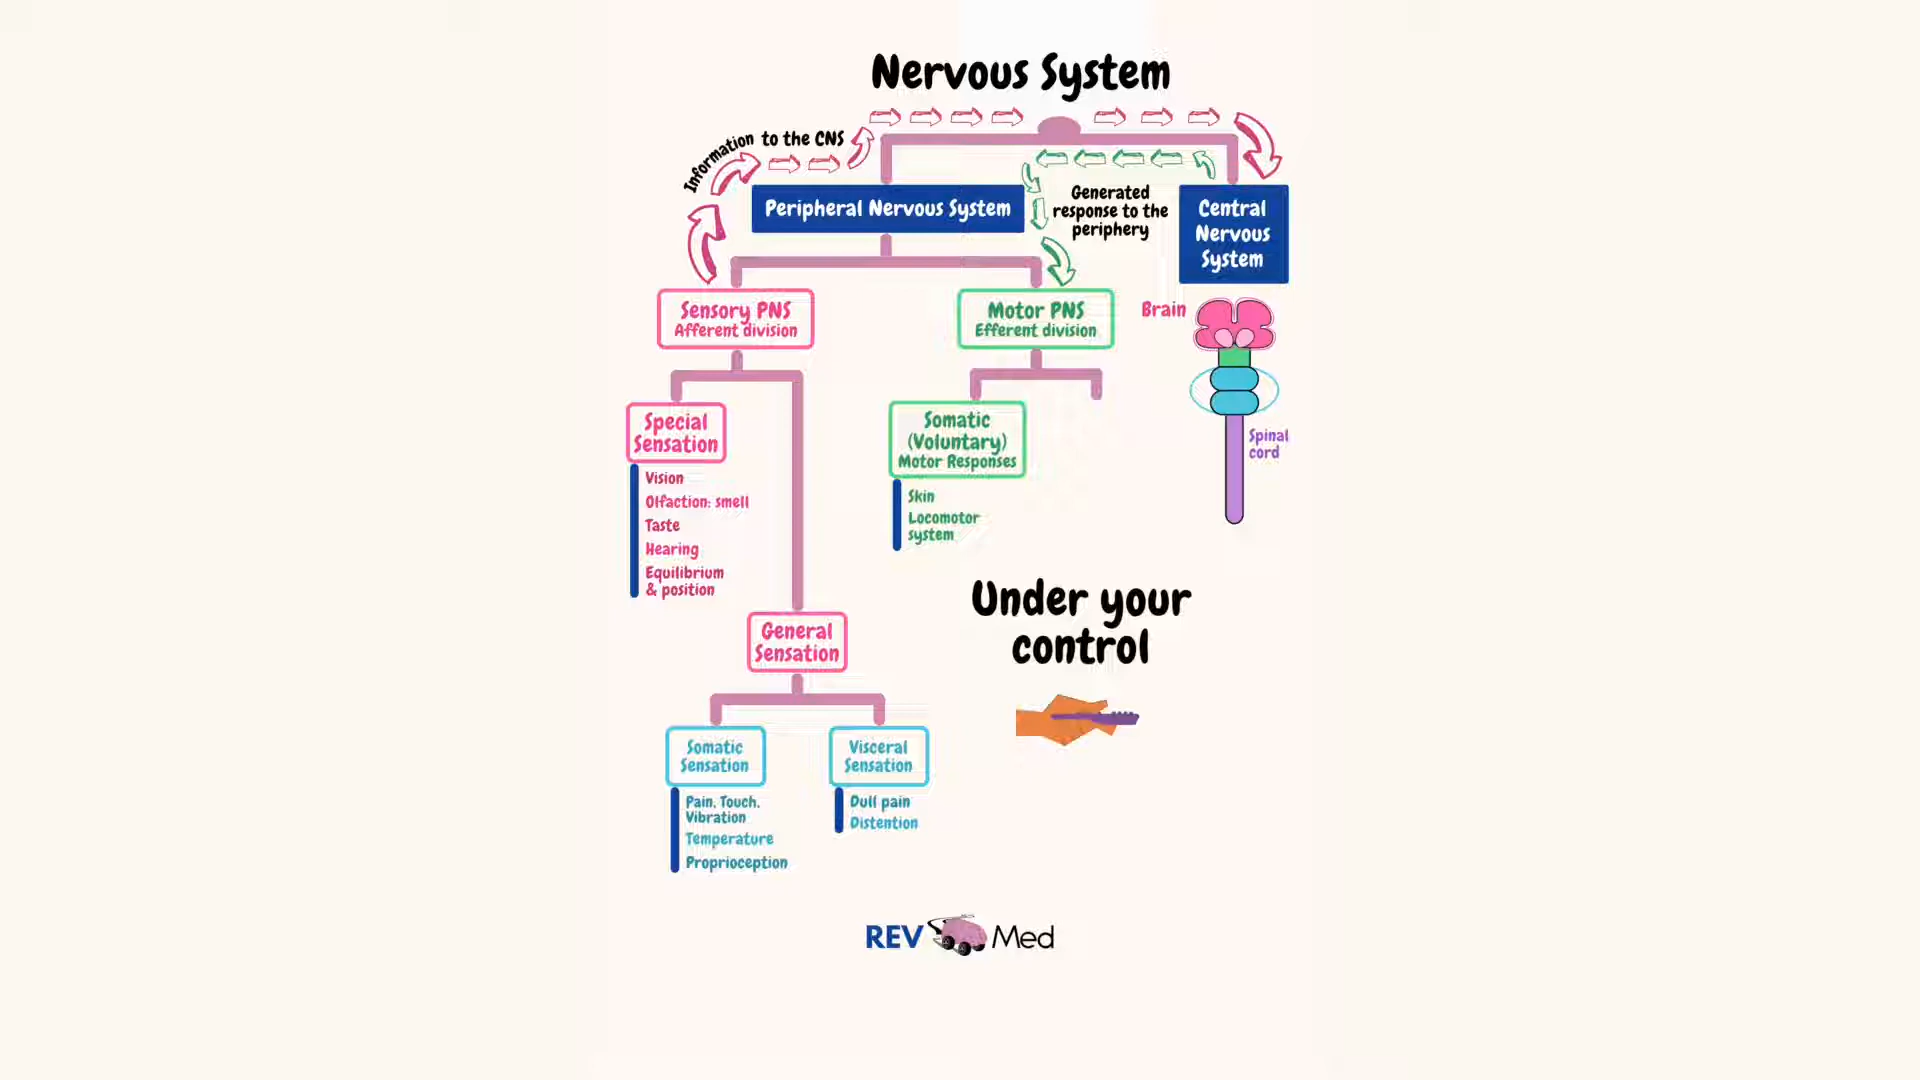 Nervous System
Information to the CNS
Peripheral Nervous System
Generated
response to the
periphery
Central
Nervous
System
Sensory PNS
Afferent division
Motor PNS
Efferent division
Brain
Special
Sensation
Vision
Olfaction: smell
Taste
Hearing
Equilibrium
& position
Somatic
(Voluntary)
Motor Responses
Skin
Locomotor
system
Spinal
cord
Under your
control
General
Sensation
Somatic
Sensation
Pain, Touch,
Vibration
Temperature
Proprioception
Visceral
Sensation
Dull pain
Distention
REV Med